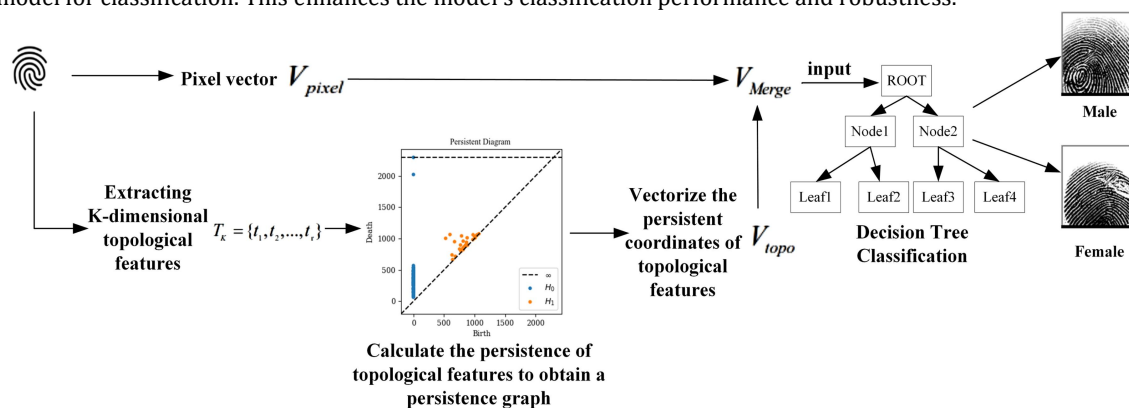 model for classification. This enhances the model's classification performance and robustness.
Pixel vector V_pixel
V_Merge
input
ROOT
Node1
Node2
Leaf1
Leaf2
Leaf3
Leaf4
Decision Tree
Classification
Male
Female
Extracting
K-dimensional
topological
features
T_K = {t_1, t_2, ..., t_s}
Persistent Diagram
Death
2000
1500
1000
500
0
∞
H_0
H_1
0 500 1000 1500 2000
Birth
Calculate the persistence of
topological features to obtain a
persistence graph
Vectorize the
persistent
coordinates of
topological
features
V_topo